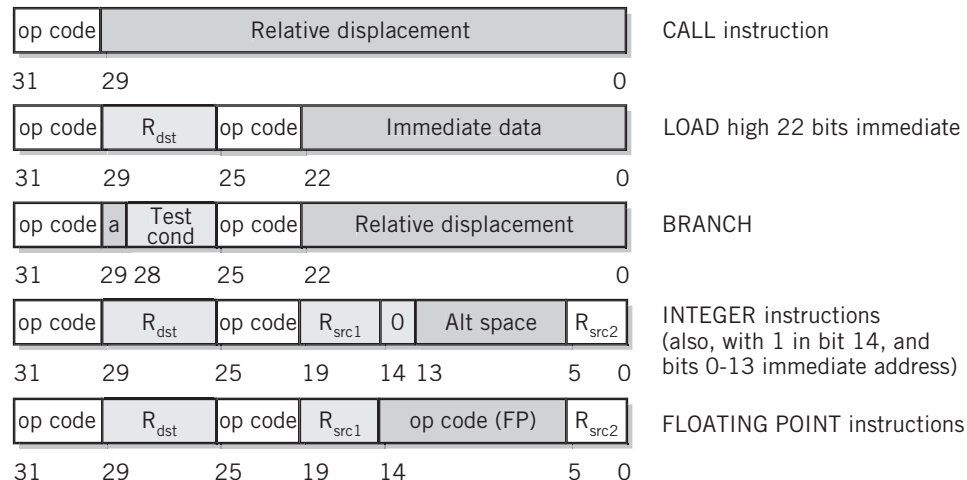 op code Relative displacement CALL instruction
31 29 0
op code Rdst op code Immediate data LOAD high 22 bits immediate
31 29 25 22 0
op code a Test cond op code Relative displacement BRANCH
31 29 28 25 22 0
op code Rdst op code Rsrc1 0 Alt space Rsrc2 INTEGER instructions
(also, with 1 in bit 14, and
bits 0-13 immediate address)
31 29 25 19 14 13 5 0
op code Rdst op code Rsrc1 op code (FP) Rsrc2 FLOATING POINT instructions
31 29 25 19 14 5 0